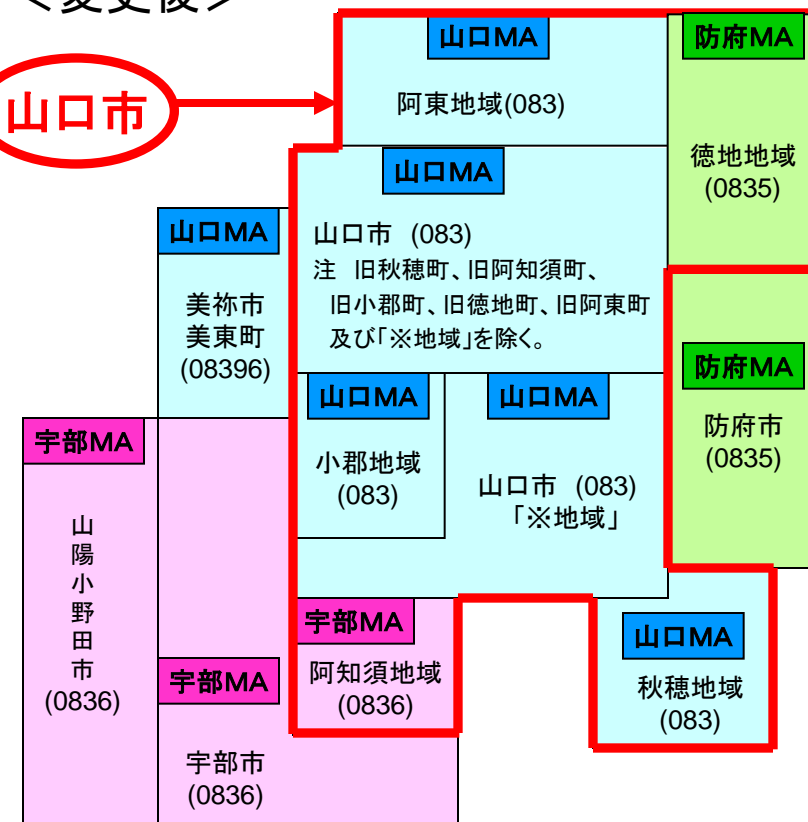 ＜変更後＞
山口市
山口MA
阿東地域(083)
防府MA
徳地地域
(0835)
山口MA
山口市 (083)
注 旧秋穂町、旧阿知須町、
旧小郡町、旧徳地町、旧阿東町
及び「※地域」を除く。
山口MA
美祢市
美東町
(08396)
防府MA
防府市
(0835)
山口MA
小郡地域
(083)
山口MA
山口市 (083)
「※地域」
宇部MA
山陽小野田市
(0836)
宇部MA
阿知須地域
(0836)
山口MA
秋穂地域
(083)
宇部MA
宇部市
(0836)